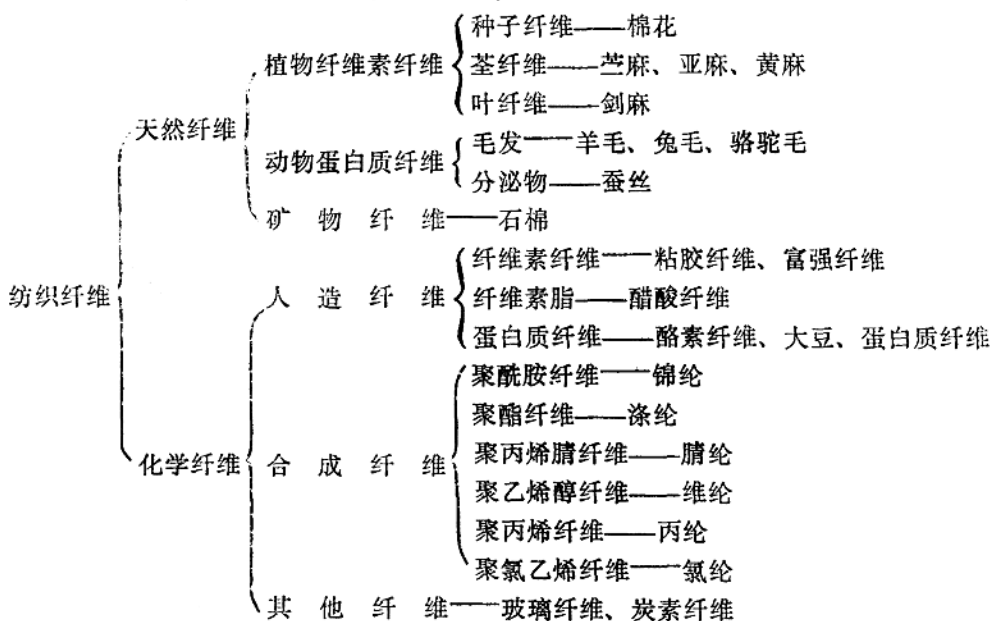 种子纤维——棉花
植物纤维素纤维
荃纤维——苎麻、亚麻、黄麻
叶纤维——剑麻
天然纤维
毛发——羊毛、兔毛、骆驼毛
动物蛋白质纤维
分泌物——蚕丝
矿物纤维——石棉
纤维素纤维——粘胶纤维、富强纤维
纺织纤维
人造纤维
纤维素脂——醋酸纤维
蛋白质纤维——酪素纤维、大豆、蛋白质纤维
聚酰胺纤维——锦纶
聚酯纤维——涤纶
聚丙烯腈纤维——腈纶
化学纤维
合成纤维
聚乙烯醇纤维——维纶
聚丙烯纤维——丙纶
聚氯乙烯纤维——氯纶
其他纤维——玻璃纤维、炭素纤维